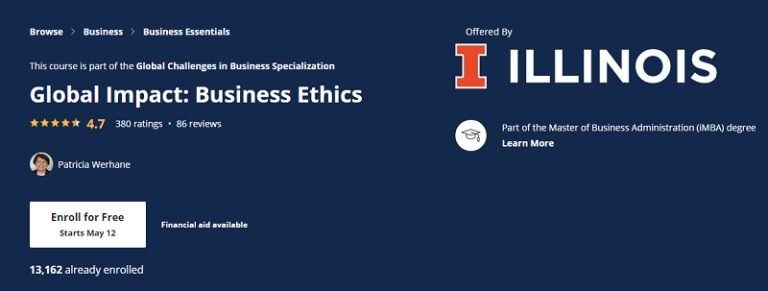 Browse > Business > Business Essentials
This course is part of the Global Challenges in Business Specialization
Global Impact: Business Ethics
4.7 380 ratings • 86 reviews
Patricia Werhane
Enroll for Free
Starts May 12
Financial aid available
13,162 already enrolled
Offered By
I ILLINOIS
Part of the Master of Business Administration (iMBA) degree
Learn More